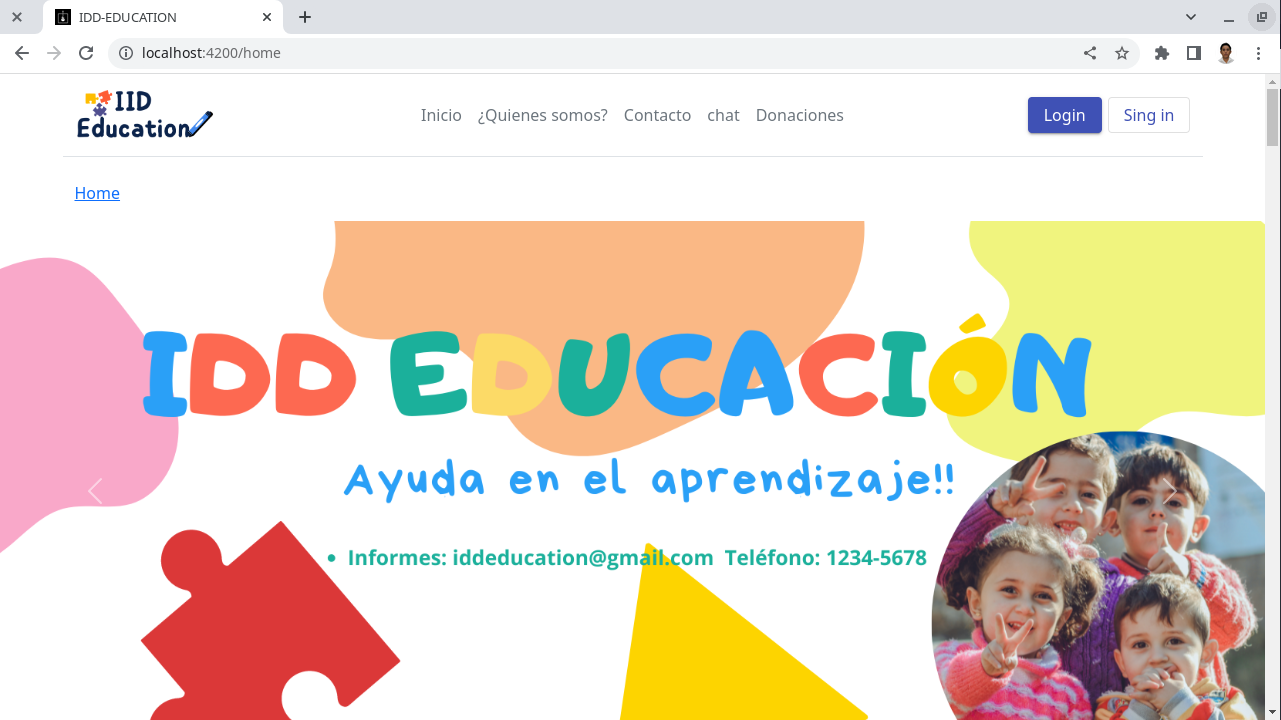 IDD-EDUCATION
localhost:4200/home
IID
Education
Inicio ¿Quienes somos? Contacto chat Donaciones
Login Sing in
Home
IDD EDUCACIÓN
Ayuda en el aprendizaje!!
• Informes: iddeducation@gmail.com Teléfono: 1234-5678